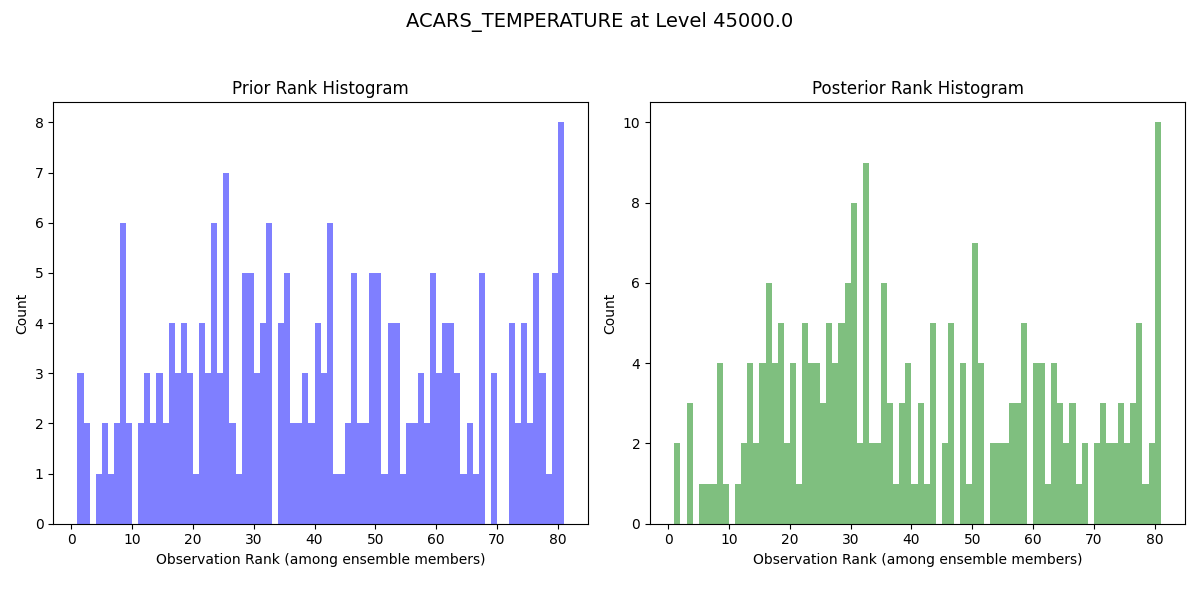 ACARS_TEMPERATURE at Level 45000.0
Prior Rank Histogram
8
7
6
5
4
3
2
1
0
Count
0 10 20 30 40 50 60 70 80
Observation Rank (among ensemble members)
Posterior Rank Histogram
10
8
6
4
2
0
Count
0 10 20 30 40 50 60 70 80
Observation Rank (among ensemble members)